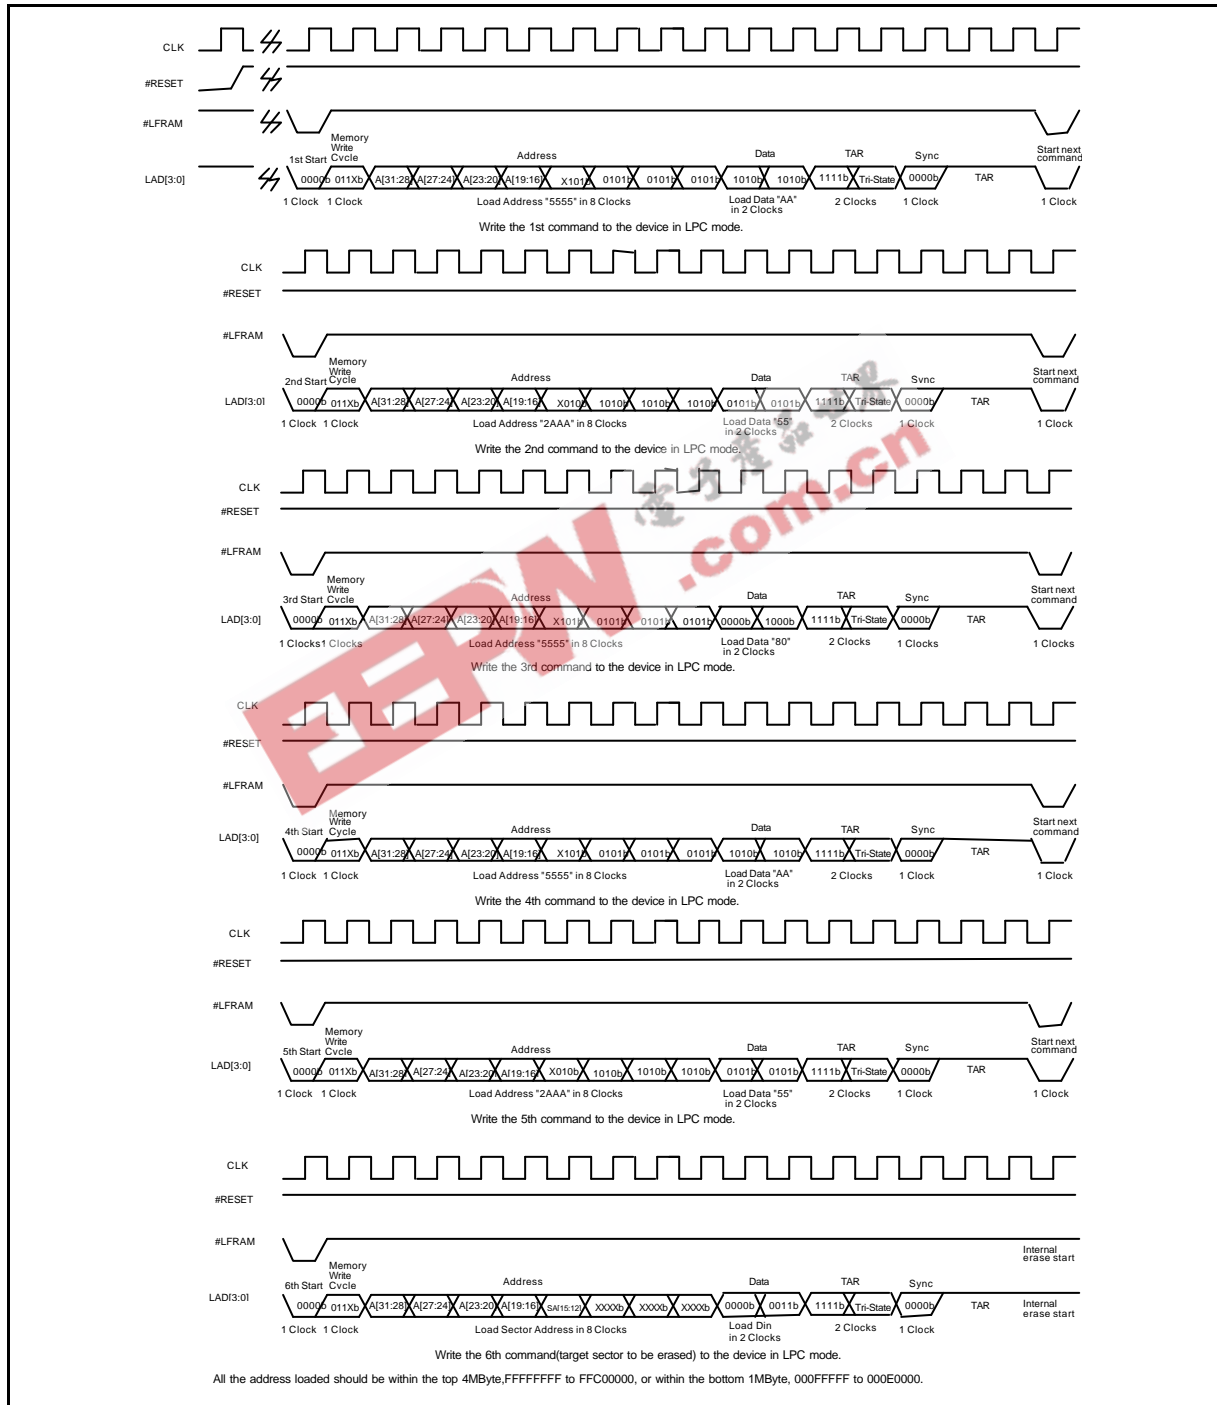 CLK
#RESET
#LFRAM
Memory
Write
Cvcle
1st Start
Address
Data
TAR
Sync
Start next
command
LAD[3:0]
0000b 011Xb A[31:28] A[27:24] A[23:20] A[19:16] X101b 0101b 0101b 0101b 1010b 1010b 1111b Tri-State 0000b TAR
1 Clock 1 Clock Load Address "5555" in 8 Clocks Load Data "AA"
in 2 Clocks 2 Clocks 1 Clock 1 Clock
Write the 1st command to the device in LPC mode.
CLK
#RESET
#LFRAM
Memory
Write
Cycle
2nd Start
Address
Data
TAR
Svnc
Start next
command
LAD[3:0]
0000b 011Xb A[31:28] A[27:24] A[23:20] A[19:16] X010b 1010b 1010b 1010b 0101b 0101b 1111b Tri-State 0000b TAR
1 Clock 1 Clock Load Address "2AAA" in 8 Clocks Load Data "55"
in 2 Clocks 2 Clocks 1 Clock 1 Clock
Write the 2nd command to the device in LPC mode.
CLK
#RESET
#LFRAM
Memory
Write
Cvcle
3rd Start
Address
Data
TAR
Sync
Start next
command
LAD[3:0]
0000b 011Xb A[31:28] A[27:24] A[23:20] A[19:16] X101b 0101b 0101b 0101b 0000b 1000b 1111b Tri-State 0000b TAR
1 Clocks 1 Clocks Load Address "5555" in 8 Clocks Load Data "80"
in 2 Clocks 2 Clocks 1 Clocks 1 Clocks
Write the 3rd command to the device in LPC mode.
EEPW
.com.cn
電子產品世界
CLK
#RESET
#LFRAM
Memory
Write
Cycle
4th Start
Address
Data
TAR
Sync
Start next
command
LAD[3:0]
0000b 011Xb A[31:28] A[27:24] A[23:20] A[19:16] X101b 0101b 0101b 0101b 1010b 1010b 1111b Tri-State 0000b TAR
1 Clock 1 Clock Load Address "5555" in 8 Clocks Load Data "AA"
in 2 Clocks 2 Clocks 1 Clock 1 Clock
Write the 4th command to the device in LPC mode.
CLK
#RESET
#LFRAM
Memory
Write
Cvcle
5th Start
Address
Data
TAR
Sync
Start next
command
LAD[3:0]
0000b 011Xb A[31:28] A[27:24] A[23:20] A[19:16] X010b 1010b 1010b 1010b 0101b 0101b 1111b Tri-State 0000b TAR
1 Clock 1 Clock Load Address "2AAA" in 8 Clocks Load Data "55"
in 2 Clocks 2 Clocks 1 Clock 1 Clock
Write the 5th command to the device in LPC mode.
CLK
#RESET
#LFRAM
Internal
erase start
Memory
Write
Cvcle
6th Start
Address
Data
TAR
Sync
LAD[3:0]
0000b 011Xb A[31:28] A[27:24] A[23:20] A[19:16] SA[15:12] XXXXb XXXXb XXXXb 0000b 0011b 1111b Tri-State 0000b TAR
Internal
erase start
1 Clock 1 Clock Load Sector Address in 8 Clocks Load Din
in 2 Clocks 2 Clocks 1 Clock
Write the 6th command(target sector to be erased) to the device in LPC mode.
All the address loaded should be within the top 4MByte,FFFFFFFF to FFC00000, or within the bottom 1MByte, 000FFFFF to 000E0000.